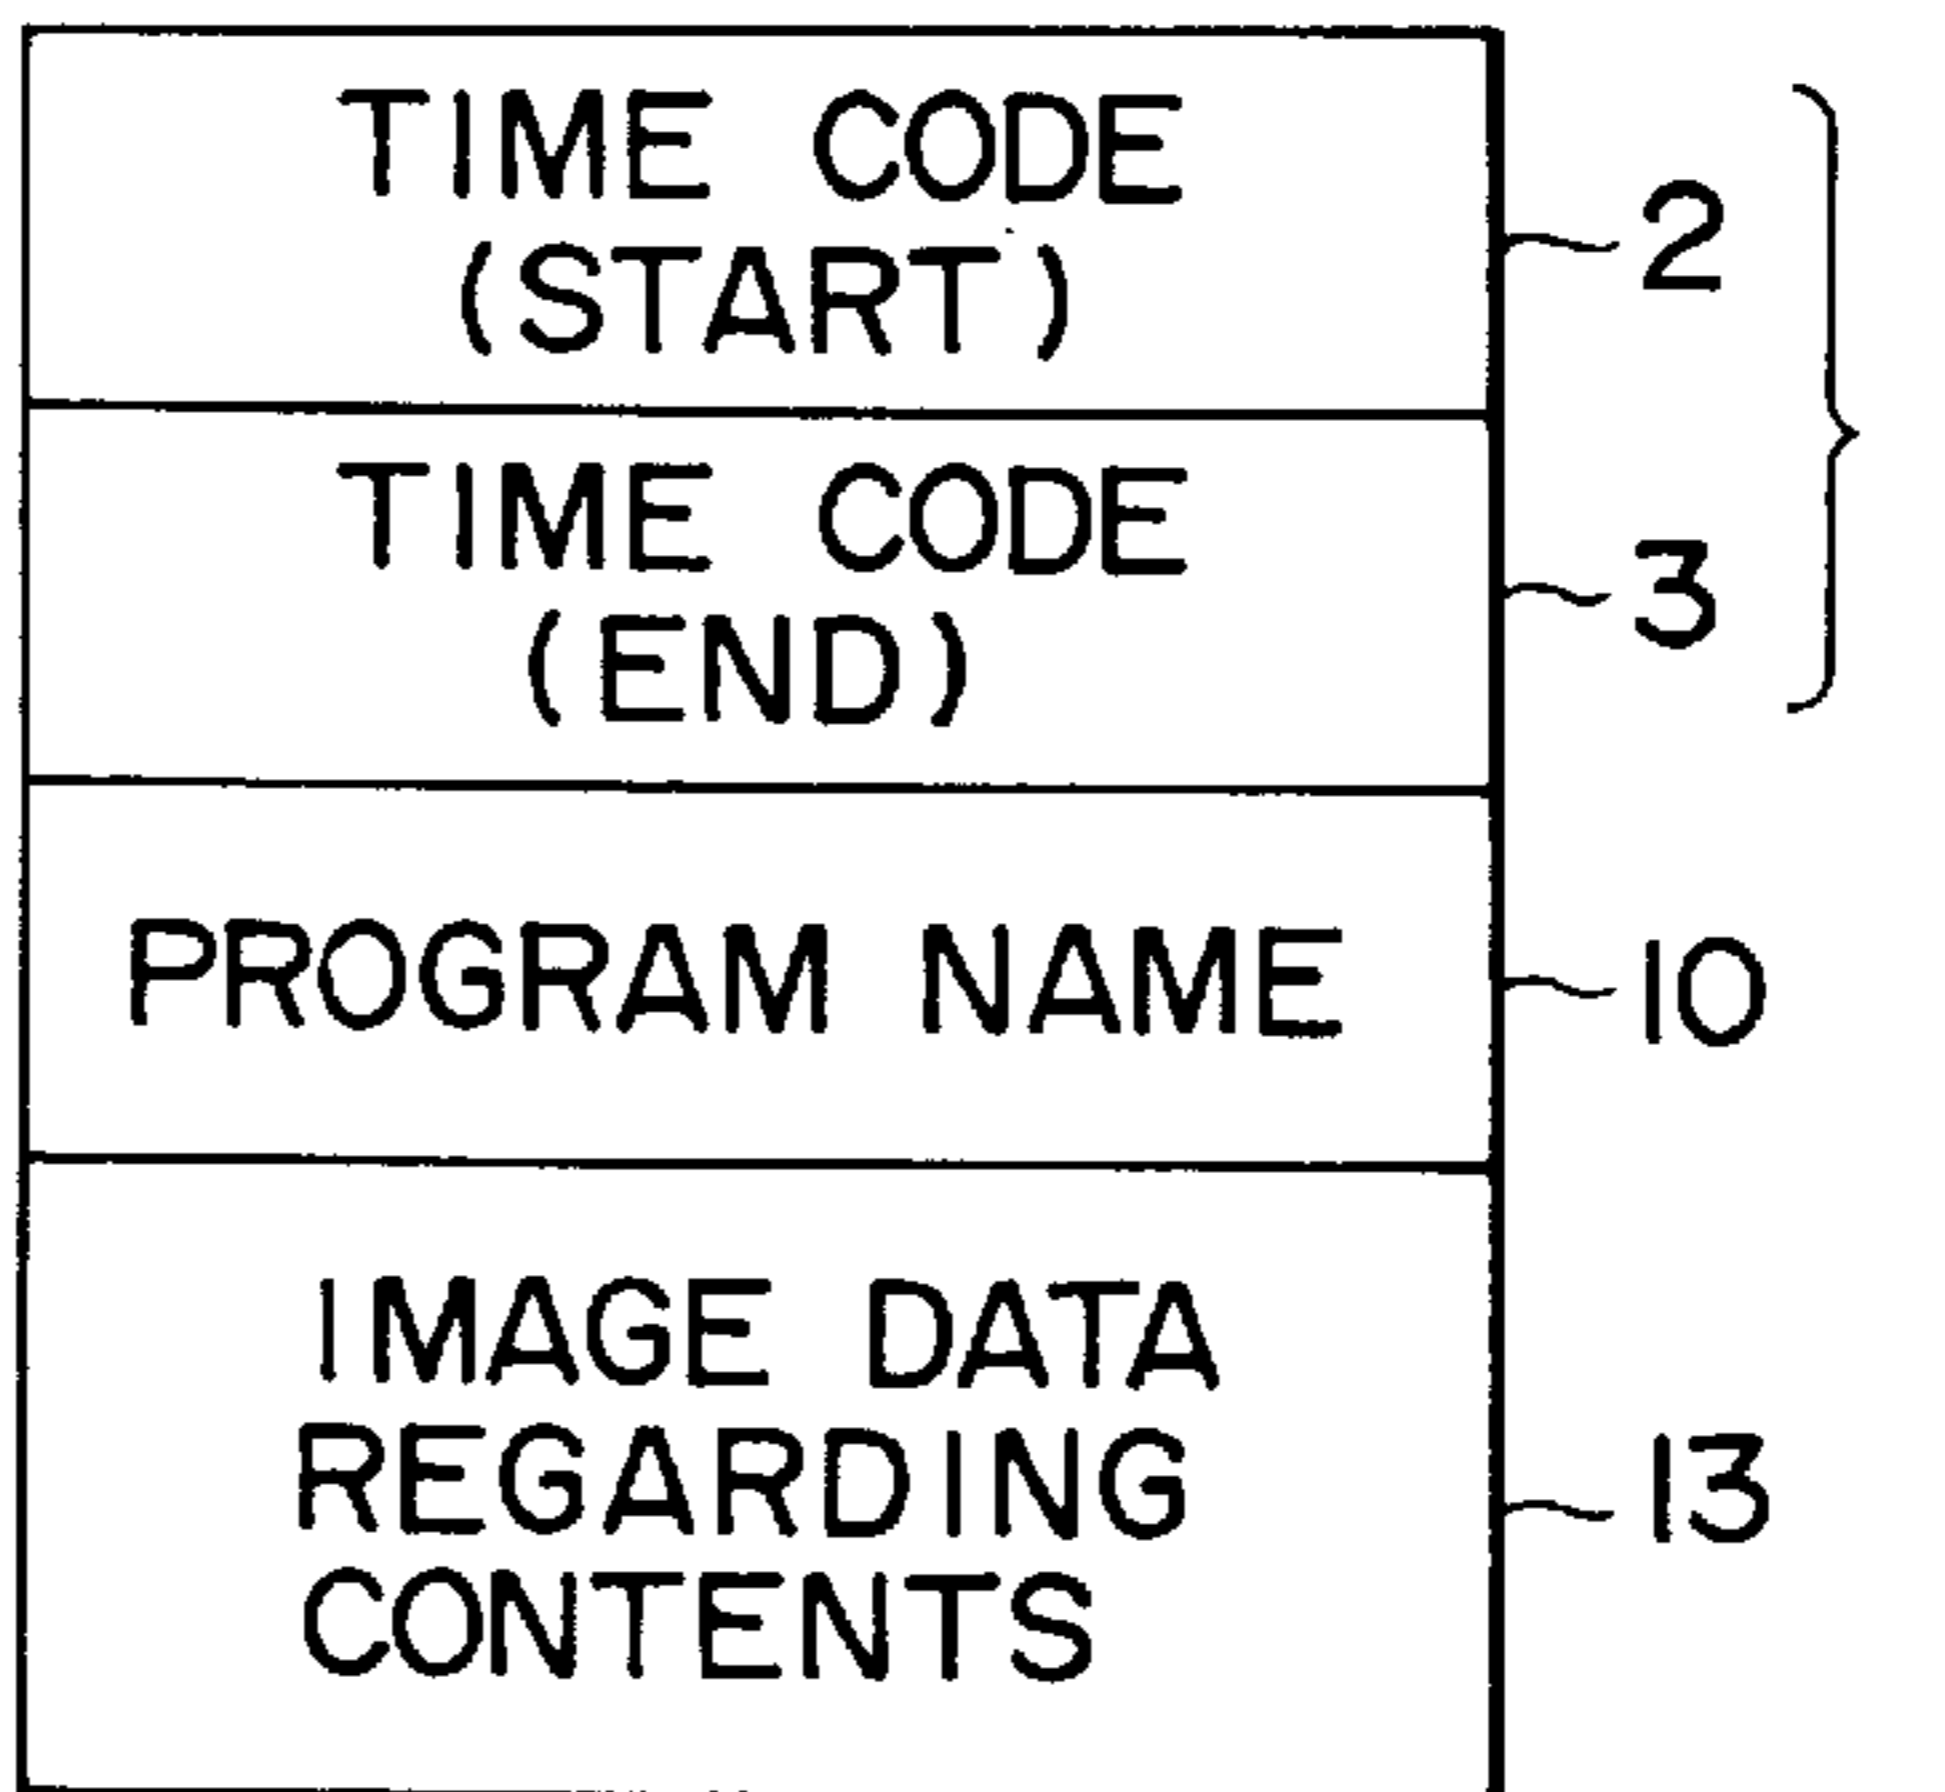 TIME CODE
(START)
2
TIME CODE
(END)
3
PROGRAM NAME
10
IMAGE DATA
REGARDING
CONTENTS
13